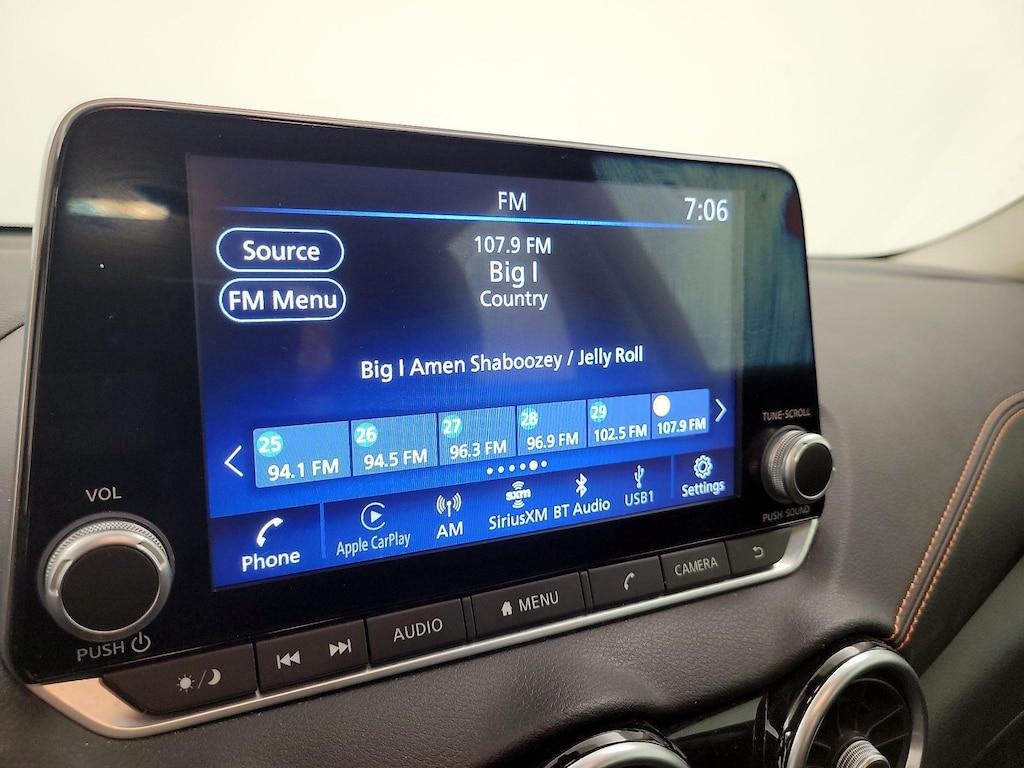 FM
7:06
Source
107.9 FM
Big I
FM Menu
Country
Big I Amen Shaboozey / Jelly Roll
25
94.1 FM
26
94.5 FM
27
96.3 FM
28
96.9 FM
29
102.5 FM
107.9 FM
Phone
Apple CarPlay
AM
sxm
SiriusXM
BT Audio
USB1
Settings
VOL
PUSH
TUNE·SCROLL
PUSH SOUND
AUDIO
MENU
CAMERA